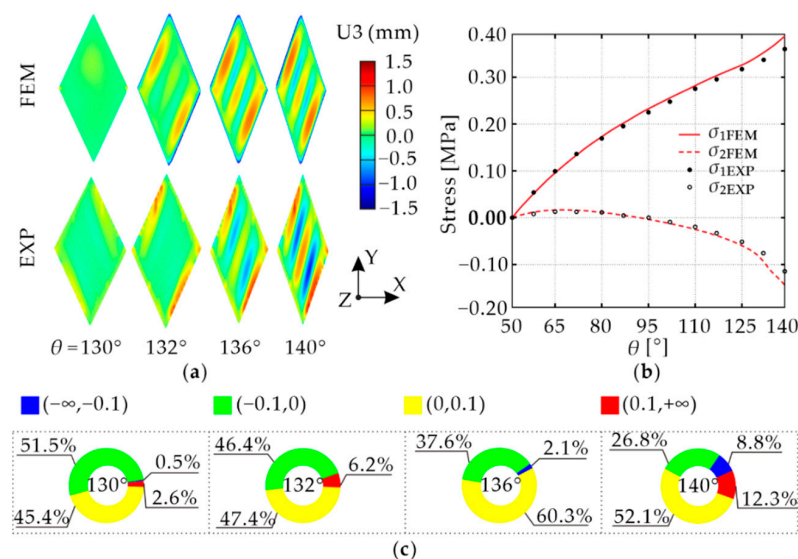 (a)
U3 (mm)
1.5
1.0
0.5
0.0
−0.5
−1.0
−1.5
FEM
EXP
Y
Z
X
θ =130°
132°
136°
140°
(a)
0.40
0.30
0.20
0.10
0.00
−0.10
−0.20
Stress [MPa]
σ1FEM
σ2FEM
σ1EXP
σ2EXP
50
65
80
95
110
125
140
θ [°]
(b)
(−∞,−0.1)
(−0.1,0)
(0,0.1)
(0.1,+∞)
51.5%
0.5%
130°
2.6%
45.4%
46.4%
6.2%
132°
47.4%
37.6%
2.1%
136°
60.3%
26.8%
8.8%
140°
12.3%
52.1%
(c)